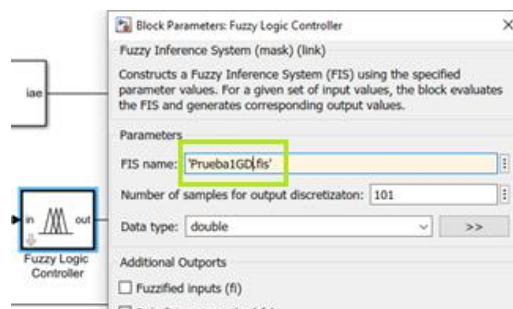 Block Parameters: Fuzzy Logic Controller
Fuzzy Inference System (mask) (link)
Constructs a Fuzzy Inference System (FIS) using the specified
parameter values. For a given set of input values, the block evaluates
the FIS and generates corresponding output values.
iae
Parameters
FIS name: 'Prueba1GD.fis'
Number of samples for output discretizaton: 101
Data type: double >>
in out
Fuzzy Logic
Controller
Additional Outports
Fuzzified inputs (fi)